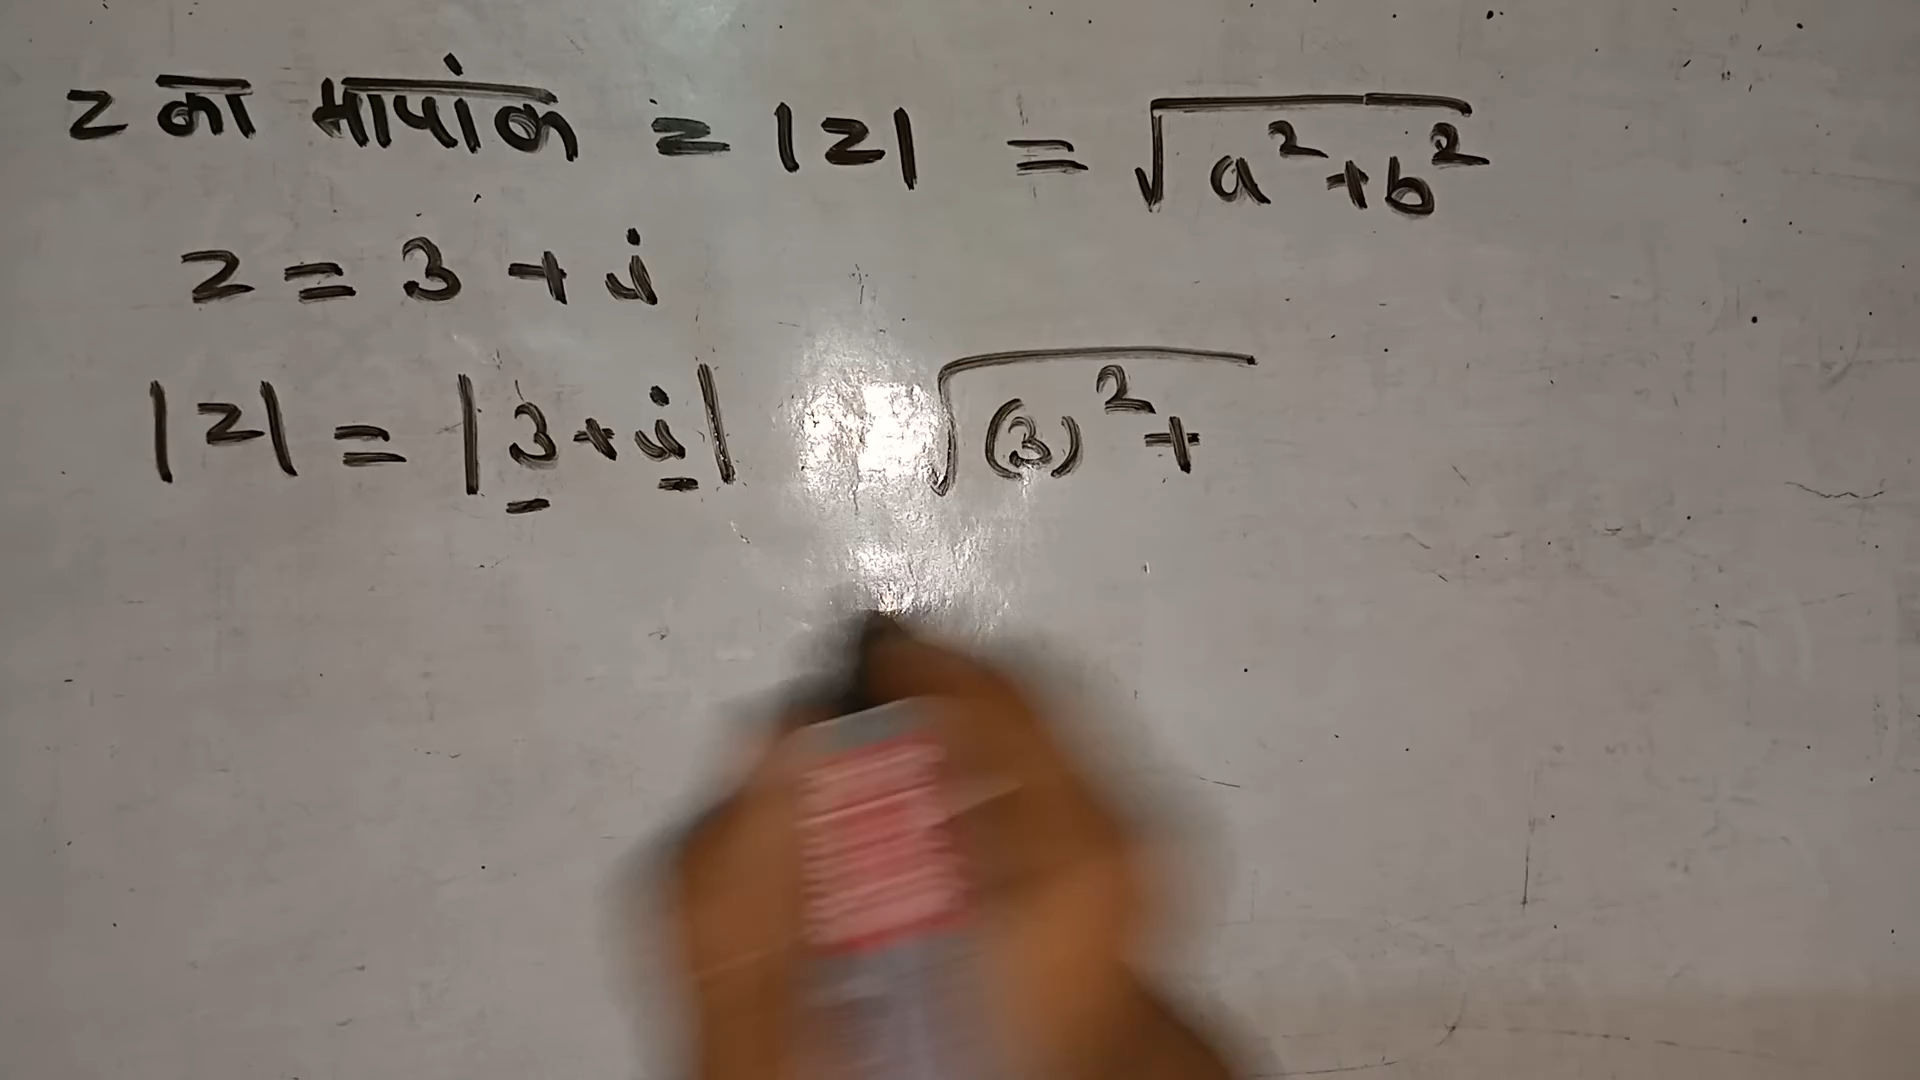 z का मापांक = |z| = √a²+b²
z = 3 + i
|z| = |3+i| √(3)²+